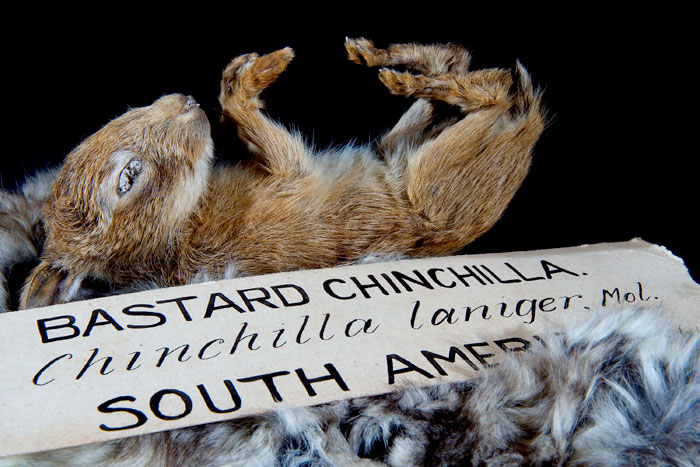 BASTARD CHINCHILLA.
Chinchilla laniger, Mol.
SOUTH AMER